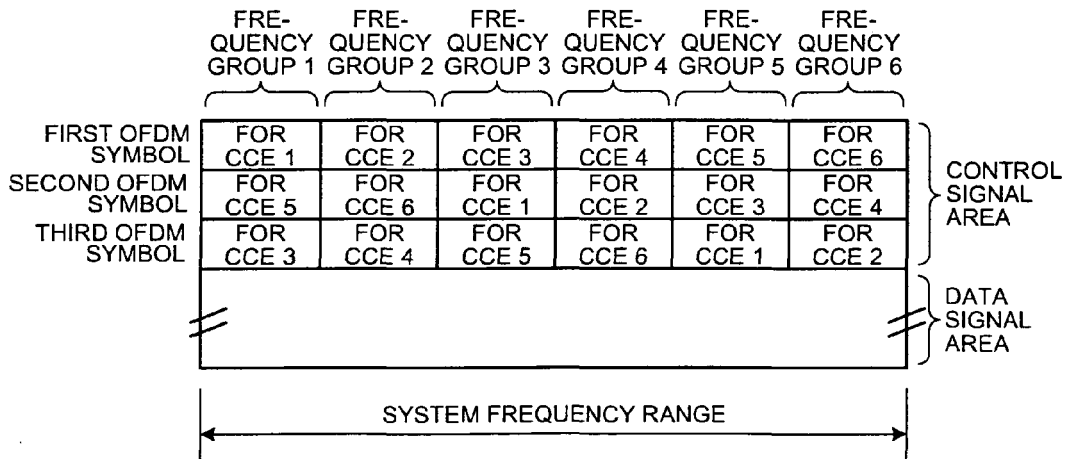 FRE- FRE- FRE- FRE- FRE- FRE-
QUENCY QUENCY QUENCY QUENCY QUENCY QUENCY
GROUP 1 GROUP 2 GROUP 3 GROUP 4 GROUP 5 GROUP 6
FIRST OFDM
SYMBOL
FOR FOR FOR FOR FOR FOR
CCE 1 CCE 2 CCE 3 CCE 4 CCE 5 CCE 6
SECOND OFDM
SYMBOL
FOR FOR FOR FOR FOR FOR
CCE 5 CCE 6 CCE 1 CCE 2 CCE 3 CCE 4
THIRD OFDM
SYMBOL
FOR FOR FOR FOR FOR FOR
CCE 3 CCE 4 CCE 5 CCE 6 CCE 1 CCE 2
CONTROL
SIGNAL
AREA
DATA
SIGNAL
AREA
SYSTEM FREQUENCY RANGE